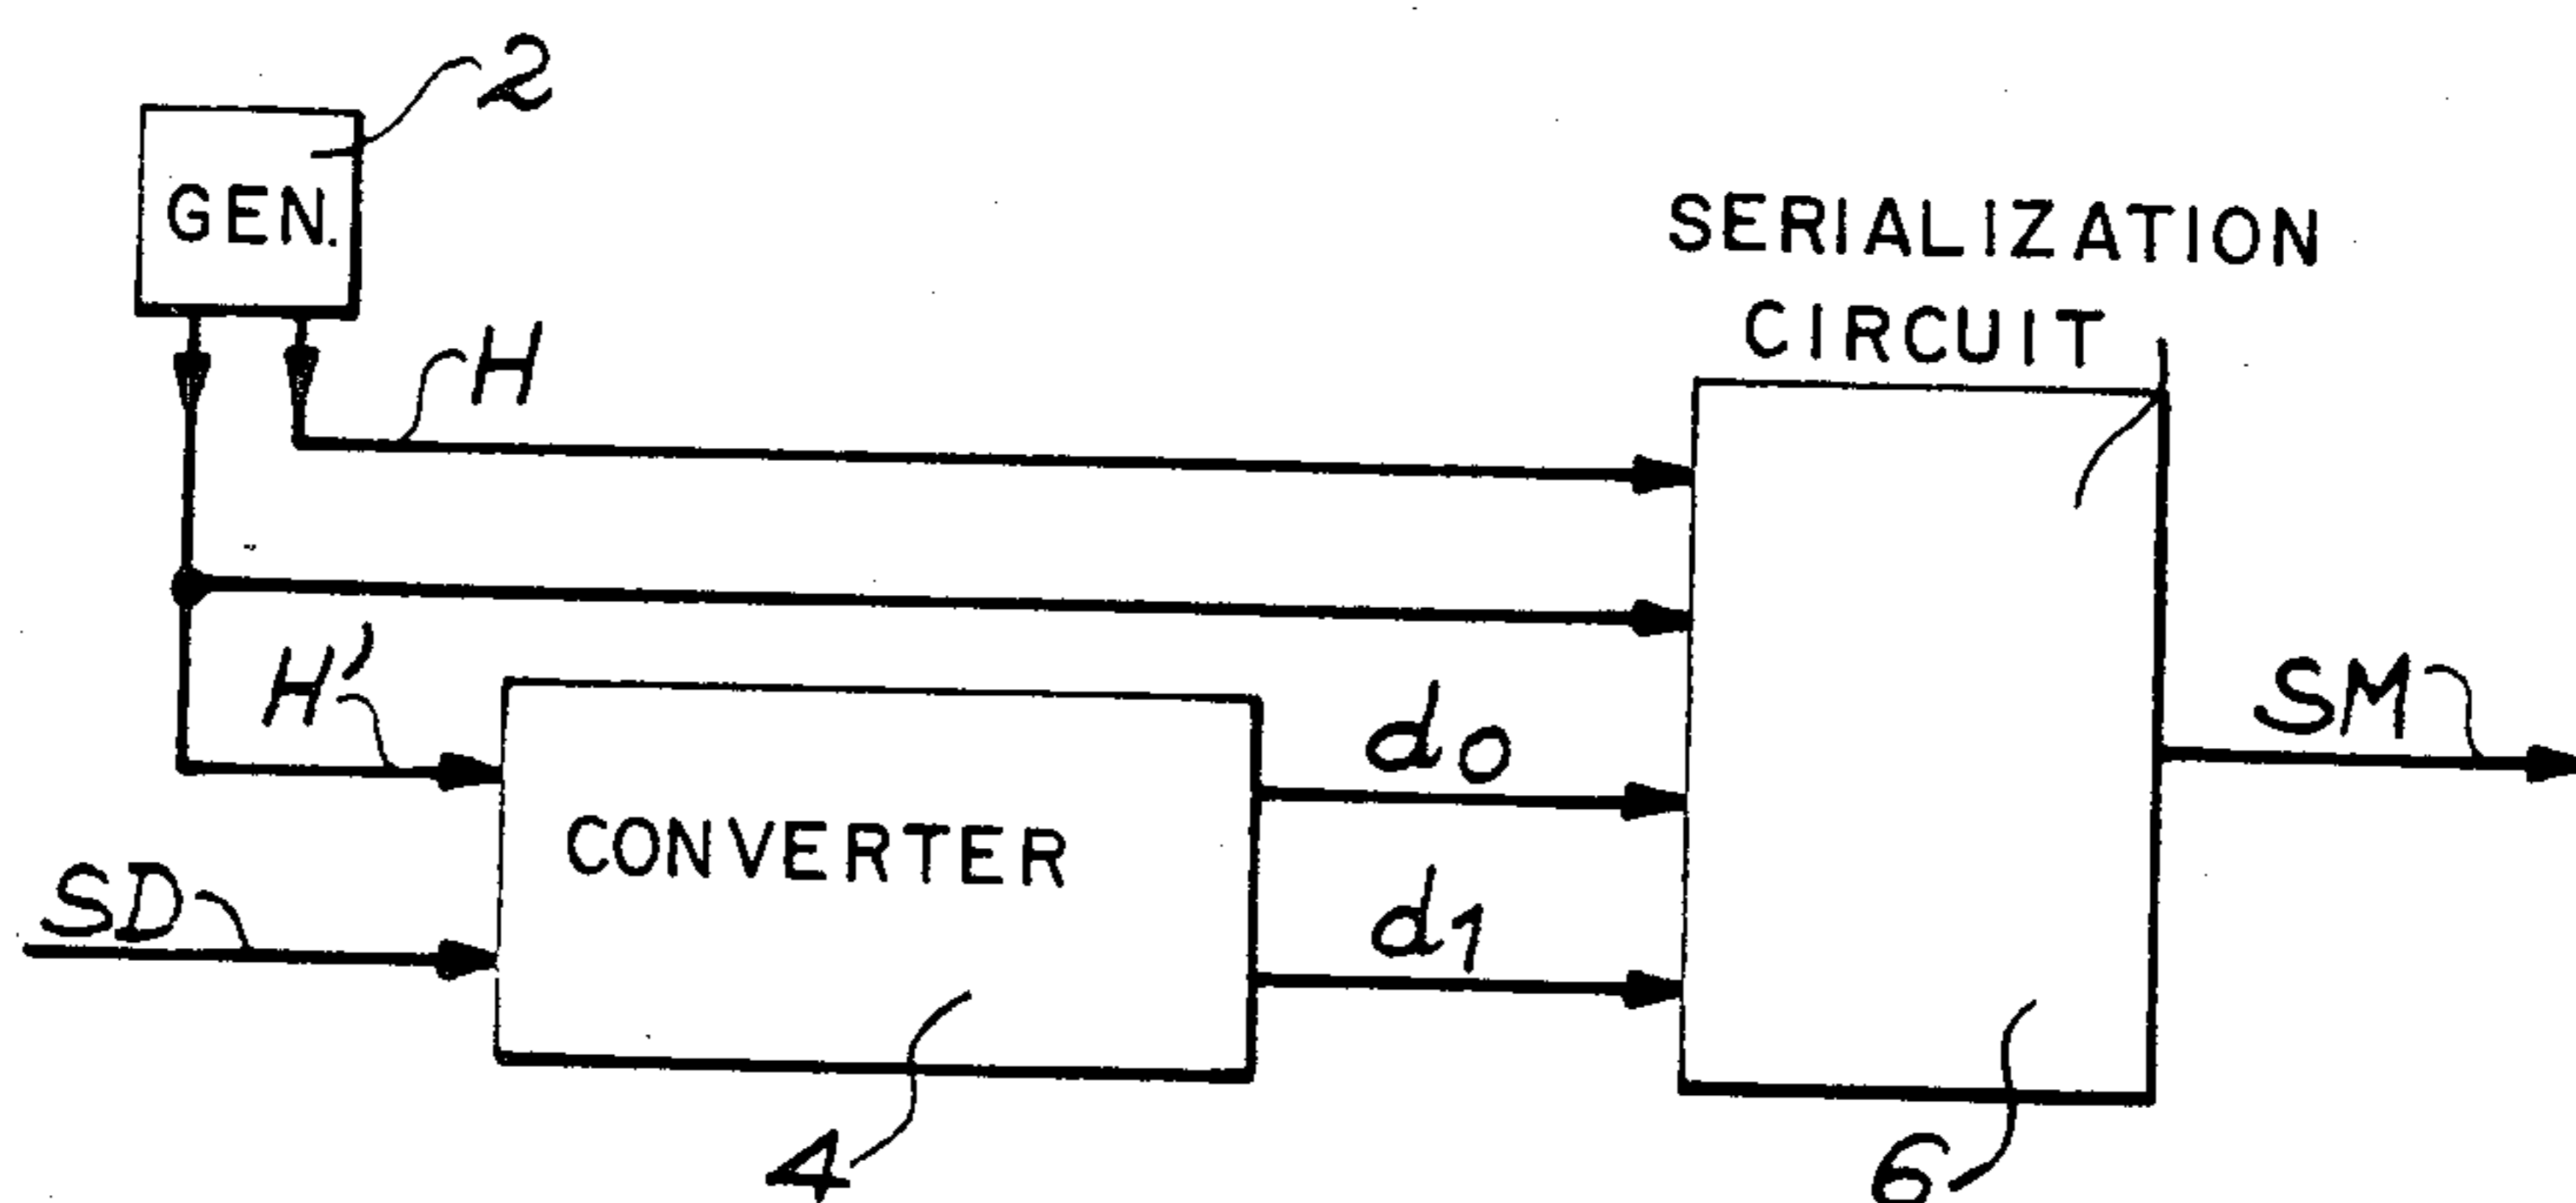 2
GEN.
SERIALIZATION
CIRCUIT
H
H'
SM
d0
CONVERTER
SD
d1
4
6